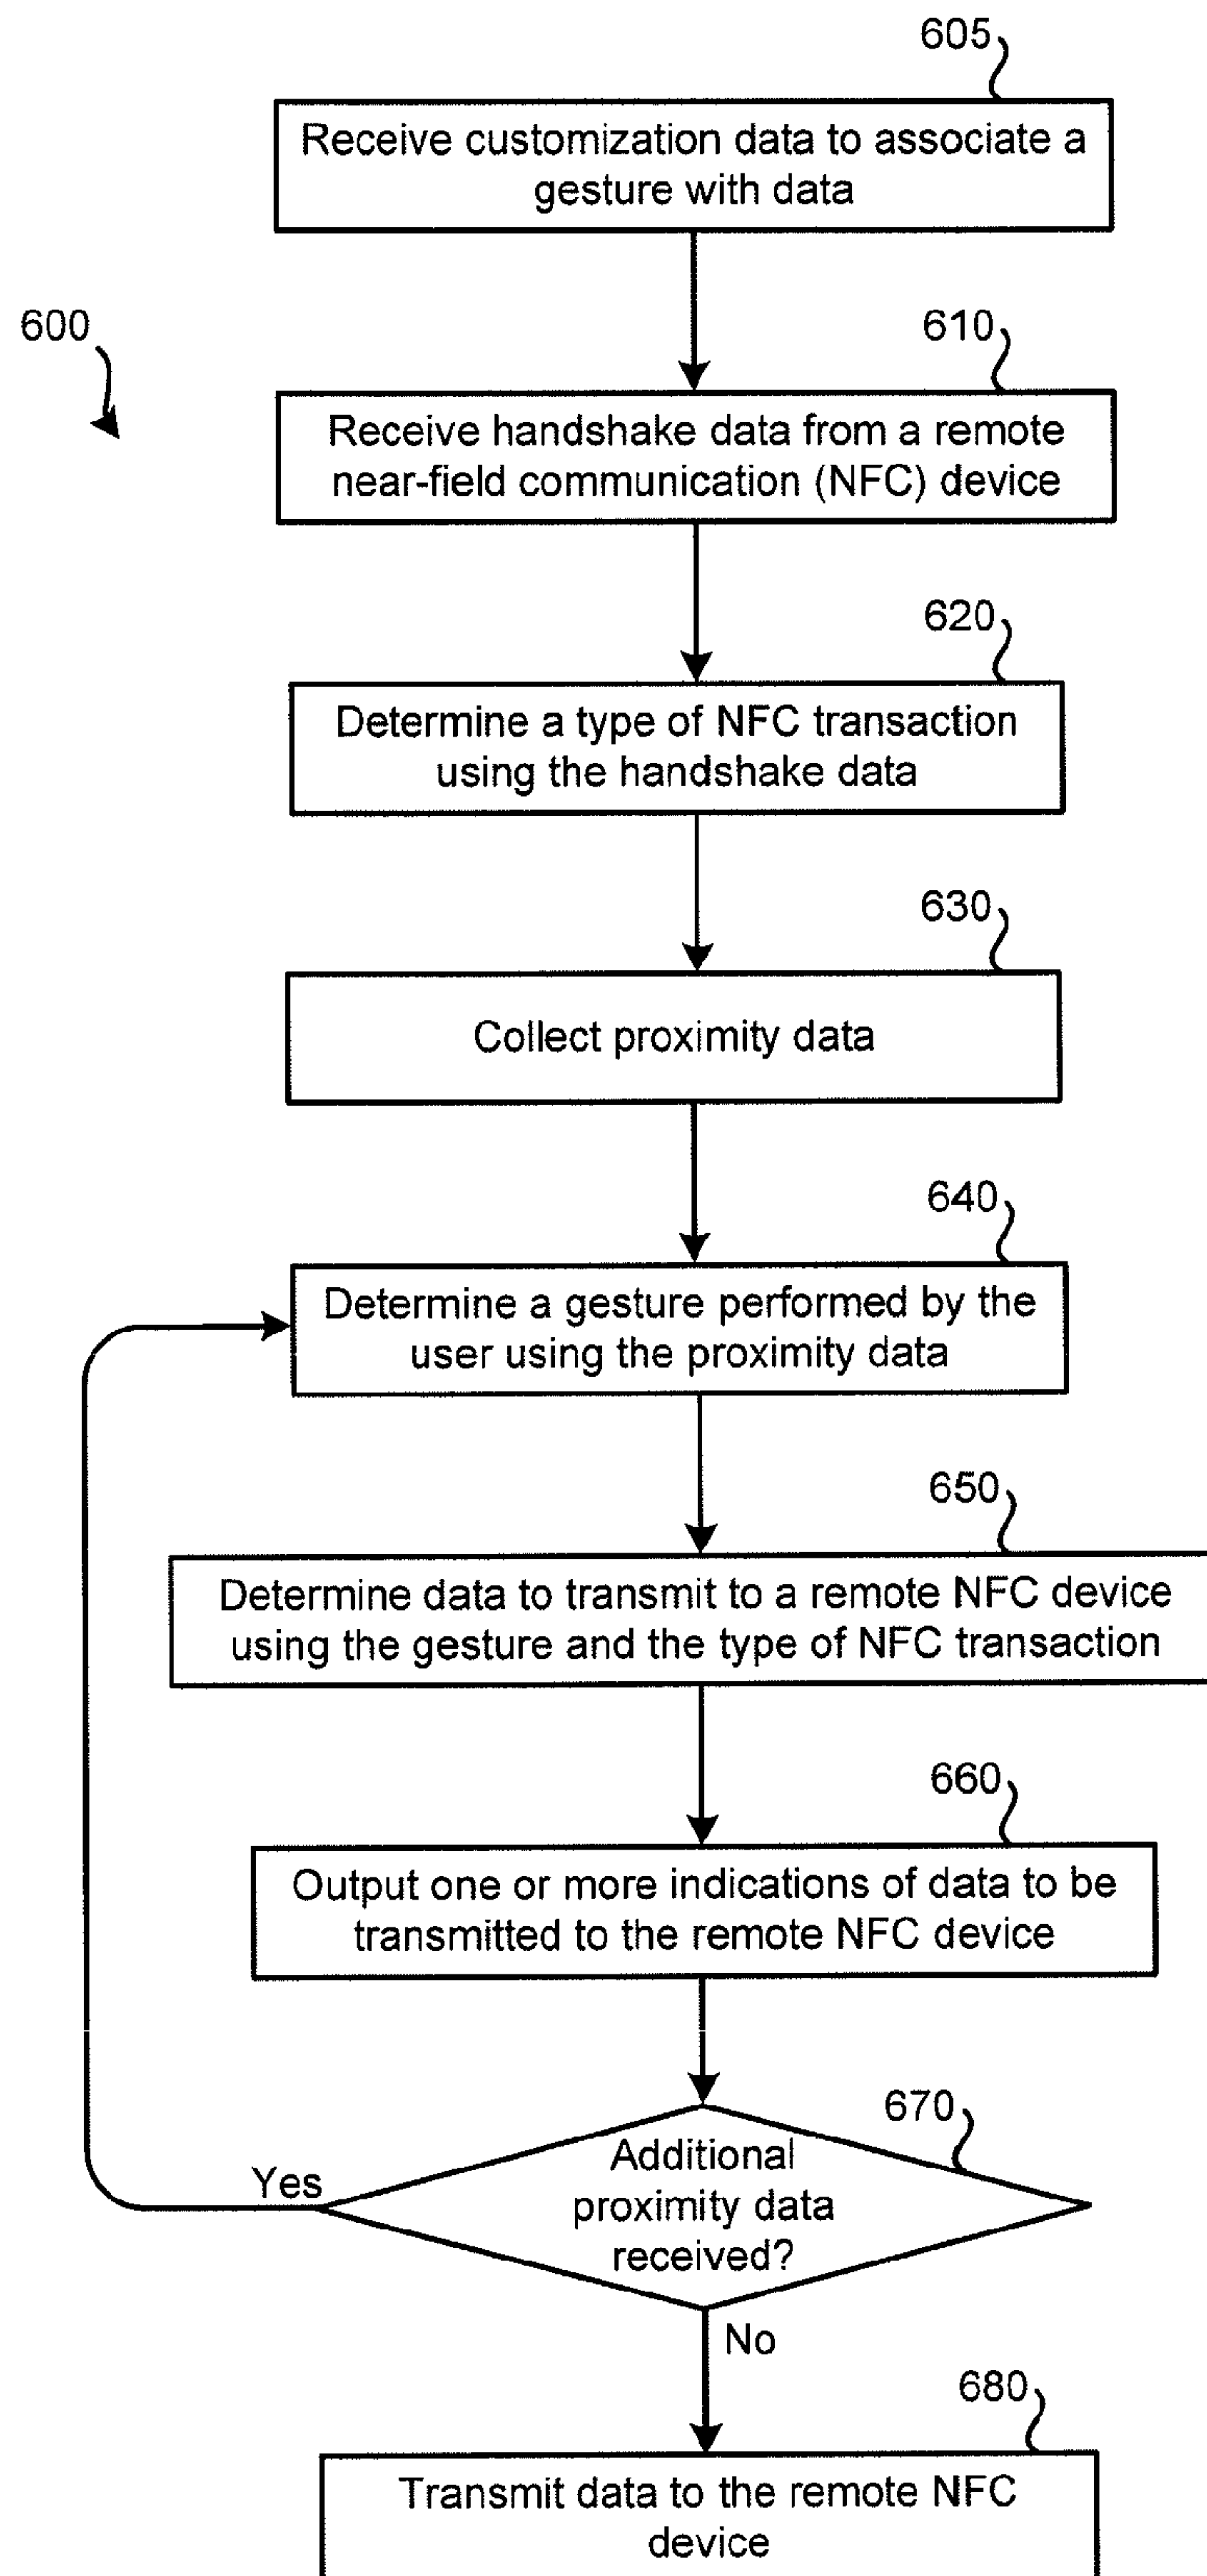 605
Receive customization data to associate a
gesture with data
600
610
Receive handshake data from a remote
near-field communication (NFC) device
620
Determine a type of NFC transaction
using the handshake data
630
Collect proximity data
640
Determine a gesture performed by the
user using the proximity data
650
Determine data to transmit to a remote NFC device
using the gesture and the type of NFC transaction
660
Output one or more indications of data to be
transmitted to the remote NFC device
670
Additional
proximity data
received?
Yes
No
680
Transmit data to the remote NFC
device